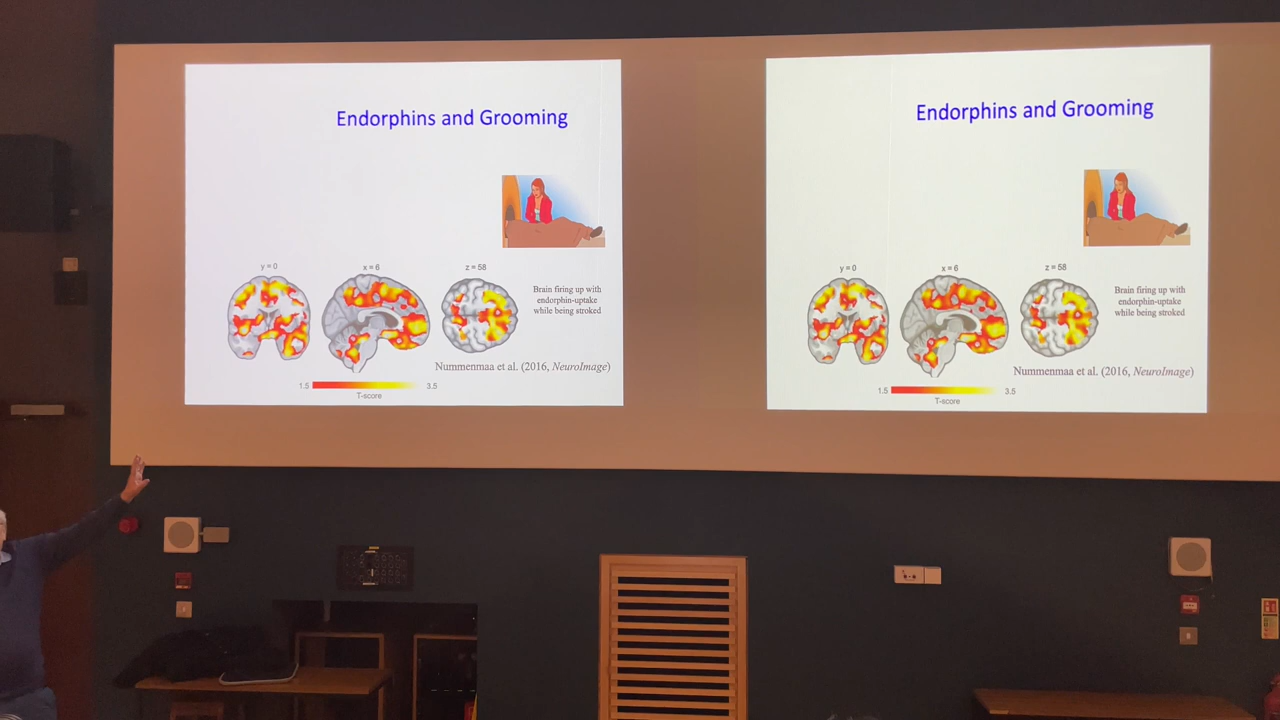 Endorphins and Grooming
y = 0
x = 6
z = 58
Brain firing up with
endorphin-uptake
while being stroked
Nummenmaa et al. (2016, NeuroImage)
1.5
3.5
T-score
Endorphins and Grooming
y = 0
x = 6
z = 58
Brain firing up with
endorphin-uptake
while being stroked
Nummenmaa et al. (2016, NeuroImage)
1.5
3.5
T-score